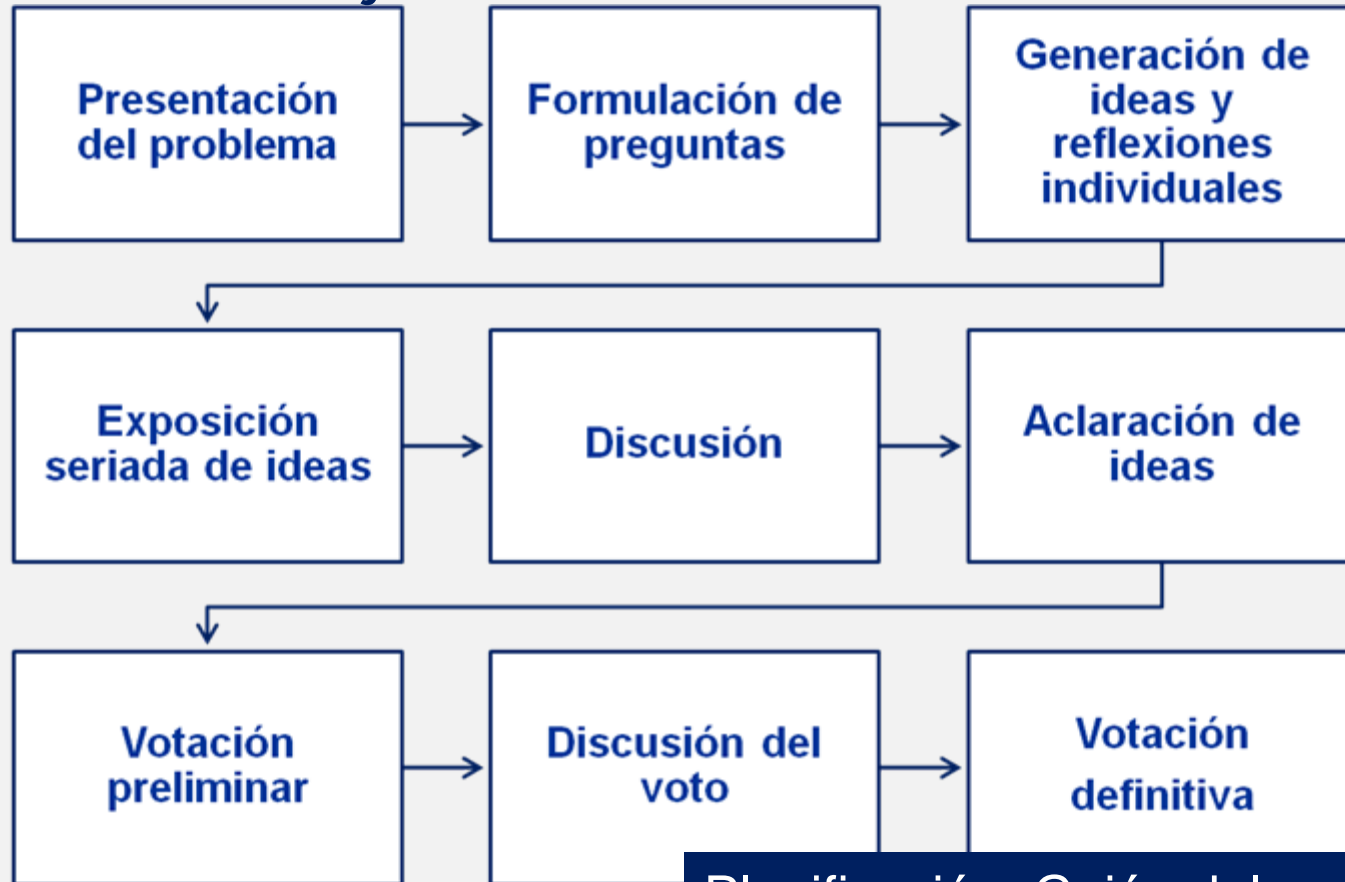 Presentación
del problema
Formulación de
preguntas
Generación de
ideas y
reflexiones
individuales
Exposición
seriada de ideas
Discusión
Aclaración de
ideas
Votación
preliminar
Discusión del
voto
Votación
definitiva